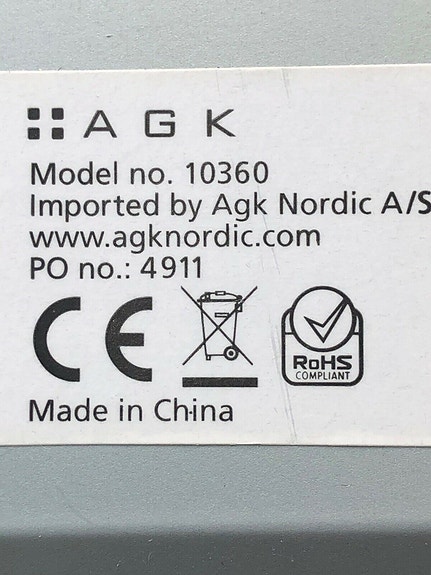 AGK
Model no. 10360
Imported by Agk Nordic A/S
www.agknordic.com
PO no.: 4911
CE
RoHS
COMPLIANT
Made in China